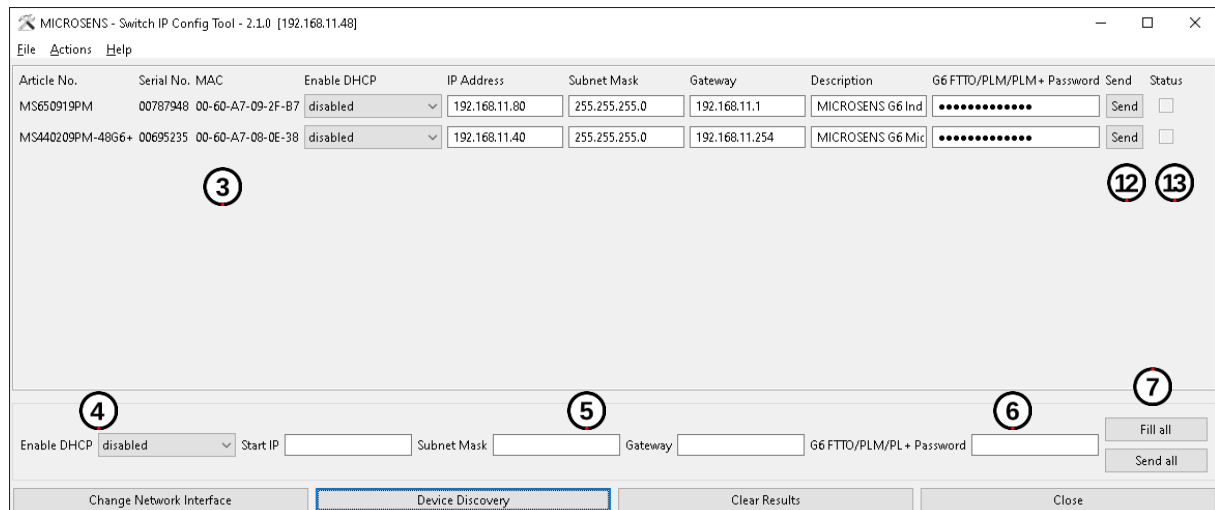 MICROSENS - Switch IP Config Tool - 2.1.0 [192.168.11.48]
File Actions Help
Article No. Serial No. MAC Enable DHCP IP Address Subnet Mask Gateway Description G6 FTTO/PLM/PLM+ Password Send Status
MS650919PM 00787948 00-60-A7-09-2F-B7 disabled 192.168.11.80 255.255.255.0 192.168.11.1 MICROSENS G6 Ind ●●●●●●●●●●●●● Send
MS440209PM-48G6+ 00695235 00-60-A7-08-0E-38 disabled 192.168.11.40 255.255.255.0 192.168.11.254 MICROSENS G6 Mic ●●●●●●●●●●●●● Send
3 12 13
7
4 5 6
Fill all
Enable DHCP disabled Start IP Subnet Mask Gateway G6 FTTO/PLM/PL+ Password
Send all
Change Network Interface Device Discovery Clear Results Close